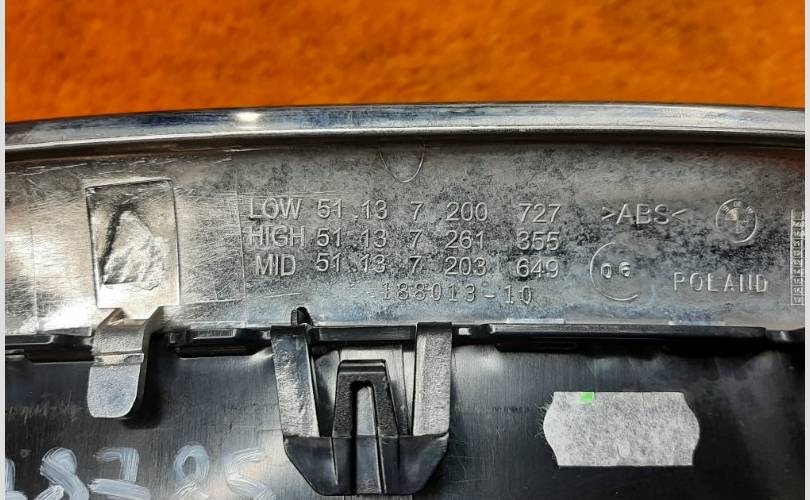 LOW 51.13 7 200 727 >ABS<
HIGH 51.13 7 261 355
MID 51.13 7 203 649
06
POLAND
188013-10